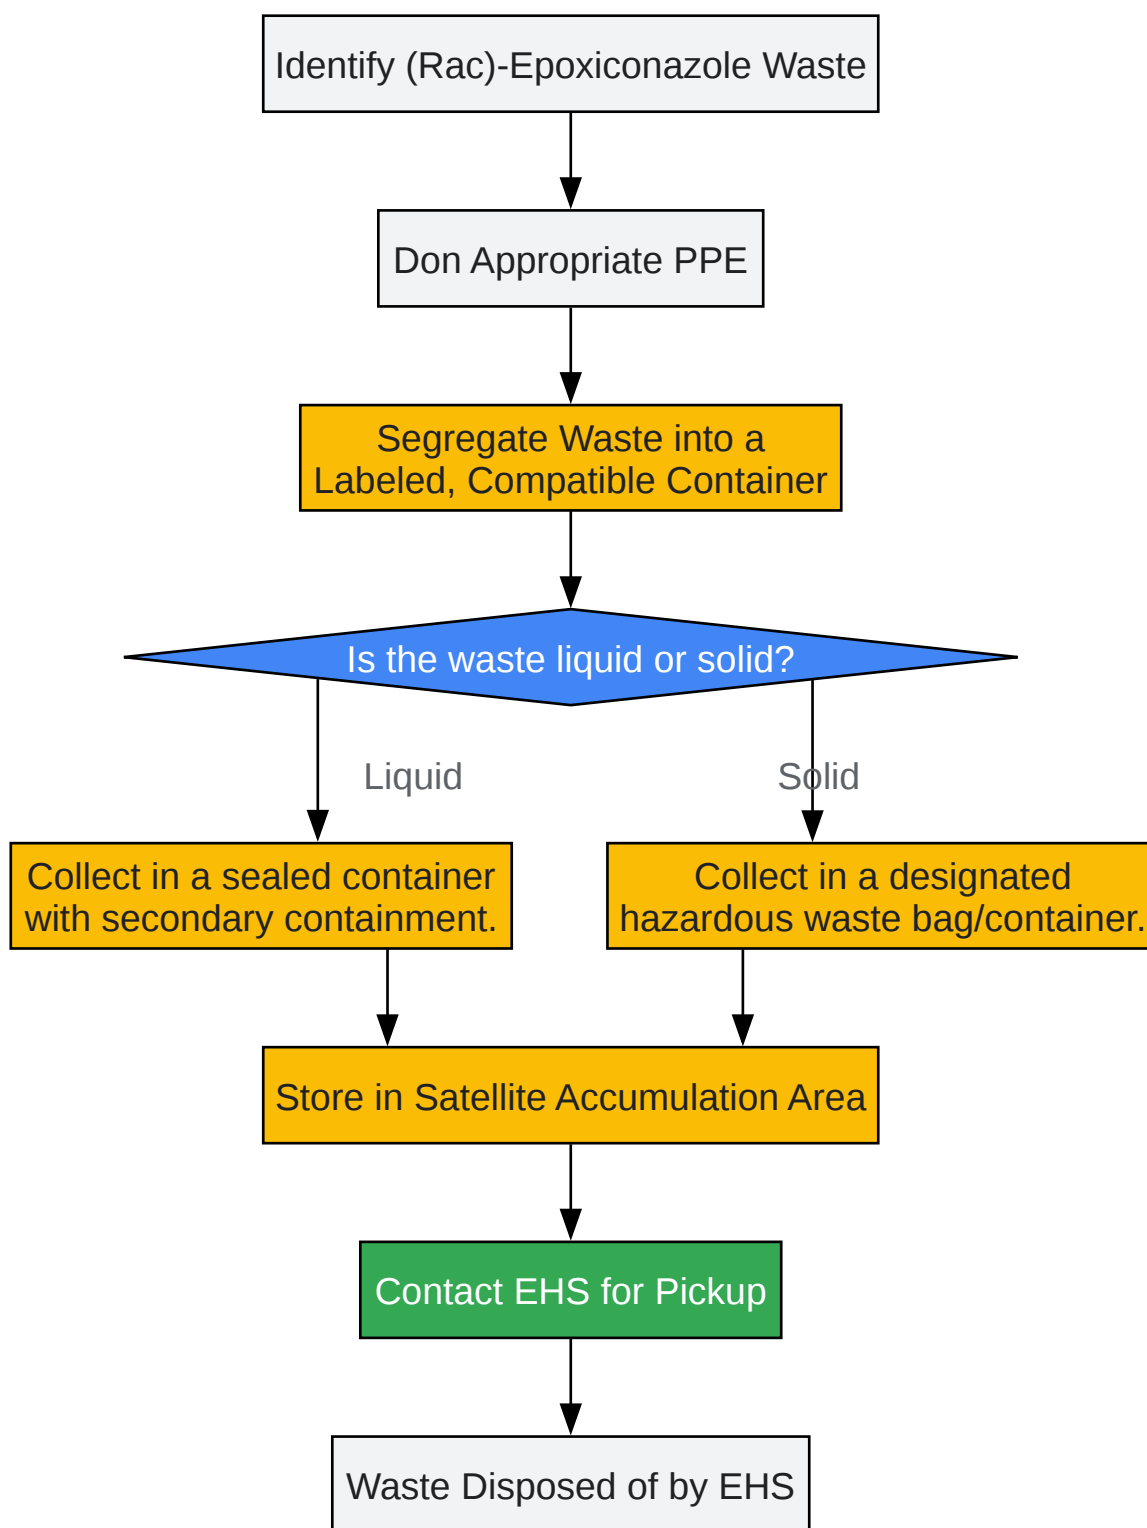 Identify (Rac)-Epoxiconazole Waste
Don Appropriate PPE
Segregate Waste into a
Labeled, Compatible Container
Is the waste liquid or solid?
Liquid
Solid
Collect in a sealed container
with secondary containment.
Collect in a designated
hazardous waste bag/container.
Store in Satellite Accumulation Area
Contact EHS for Pickup
Waste Disposed of by EHS